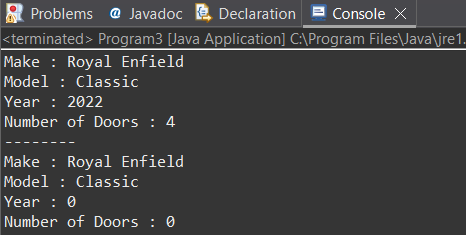 Problems @ Javadoc Declaration Console
<terminated> Program3 [Java Application] C:\Program Files\Java\jre1.
Make : Royal Enfield
Model : Classic
Year : 2022
Number of Doors : 4
--------
Make : Royal Enfield
Model : Classic
Year : 0
Number of Doors : 0